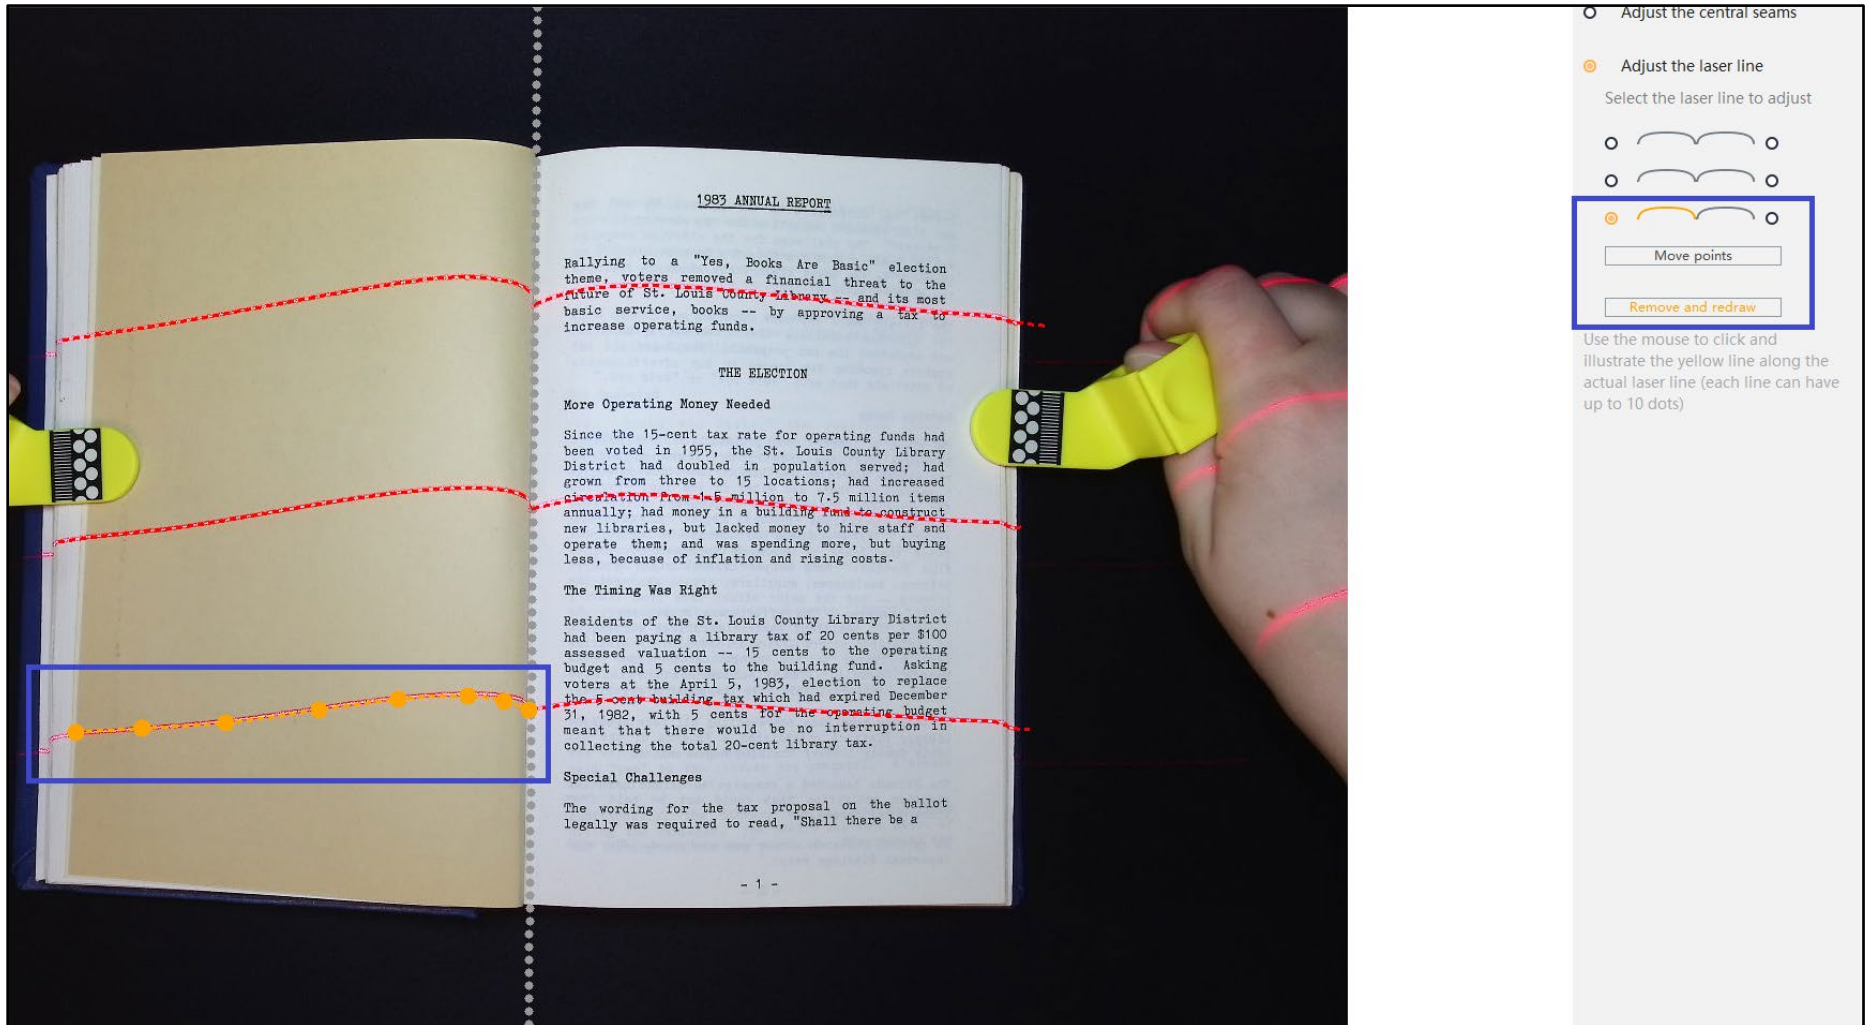 1983 ANNUAL REPORT
Rallying to a "Yes, Books Are Basic" election
theme, voters removed a financial threat to the
future of St. Louis County Library -- and its most
basic service, books -- by approving a tax to
increase operating funds.
THE ELECTION
More Operating Money Needed
Since the 15-cent tax rate for operating funds had
been voted in 1955, the St. Louis County Library
District had doubled in population served; had
grown from three to 15 locations; had increased
circulation from 1.5 million to 7.5 million items
annually; had money in a building fund to construct
new libraries, but lacked money to hire staff and
operate them; and was spending more, but buying
less, because of inflation and rising costs.
The Timing Was Right
Residents of the St. Louis County Library District
had been paying a library tax of 20 cents per $100
assessed valuation -- 15 cents to the operating
budget and 5 cents to the building fund. Asking
voters at the April 5, 1983, election to replace
the 5 cent building tax which had expired December
31, 1982, with 5 cents for the operating budget
meant that there would be no interruption in
collecting the total 20-cent library tax.
Special Challenges
The wording for the tax proposal on the ballot
legally was required to read, "Shall there be a
- 1 -
Adjust the central seams
Adjust the laser line
Select the laser line to adjust
Move points
Remove and redraw
Use the mouse to click and
illustrate the yellow line along the
actual laser line (each line can have
up to 10 dots)